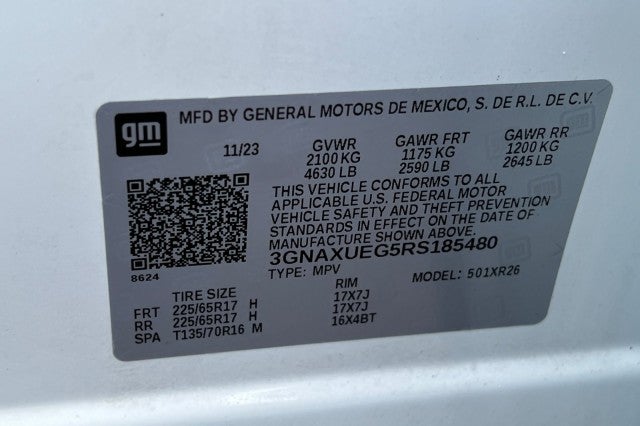 gm
MFD BY GENERAL MOTORS DE MEXICO, S. DE R.L. DE C.V.
11/23 GVWR GAWR FRT GAWR RR
2100 KG 1175 KG 1200 KG
4630 LB 2590 LB 2645 LB
THIS VEHICLE CONFORMS TO ALL
APPLICABLE U.S. FEDERAL MOTOR
VEHICLE SAFETY AND THEFT PREVENTION
STANDARDS IN EFFECT ON THE DATE OF
MANUFACTURE SHOWN ABOVE.
3GNAXUEG5RS185480
8624 TYPE: MPV MODEL: 501XR26
TIRE SIZE RIM
FRT 225/65R17 H 17X7J
RR 225/65R17 H 17X7J
SPA T135/70R16 M 16X4BT